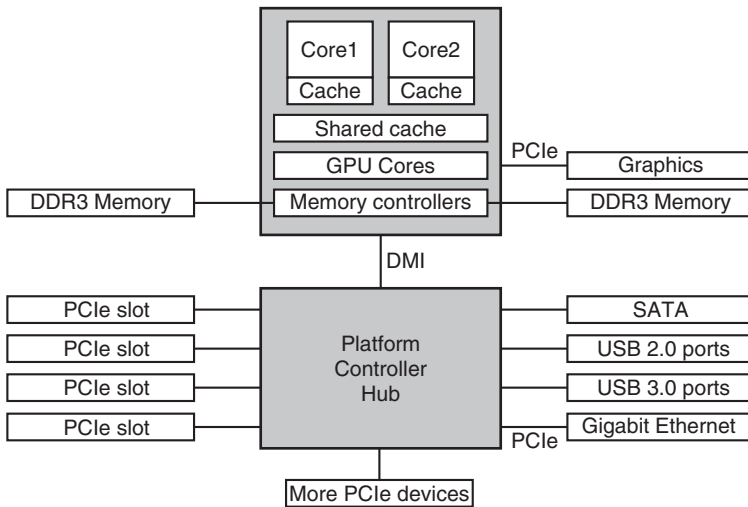 Core1
Core2
Cache
Cache
Shared cache
GPU Cores
PCIe
Graphics
DDR3 Memory
Memory controllers
DDR3 Memory
DMI
PCIe slot
SATA
PCIe slot
Platform
Controller
Hub
USB 2.0 ports
PCIe slot
USB 3.0 ports
PCIe slot
PCIe
Gigabit Ethernet
More PCIe devices